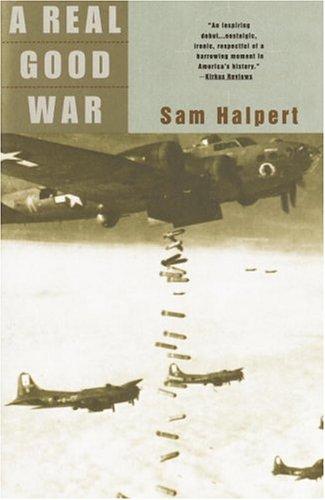 A REAL
GOOD
WAR
"An inspiring
debut...nostalgic,
ironic, respectful of a
harrowing moment in
America's history."
—Kirkus Reviews
Sam Halpert